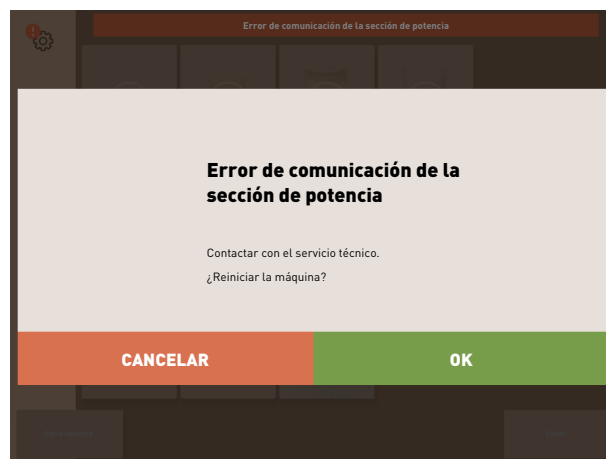 Error de comunicación de la sección de potencia
Error de comunicación de la
sección de potencia
Contactar con el servicio técnico.
¿Reiniciar la máquina?
CANCELAR
OK